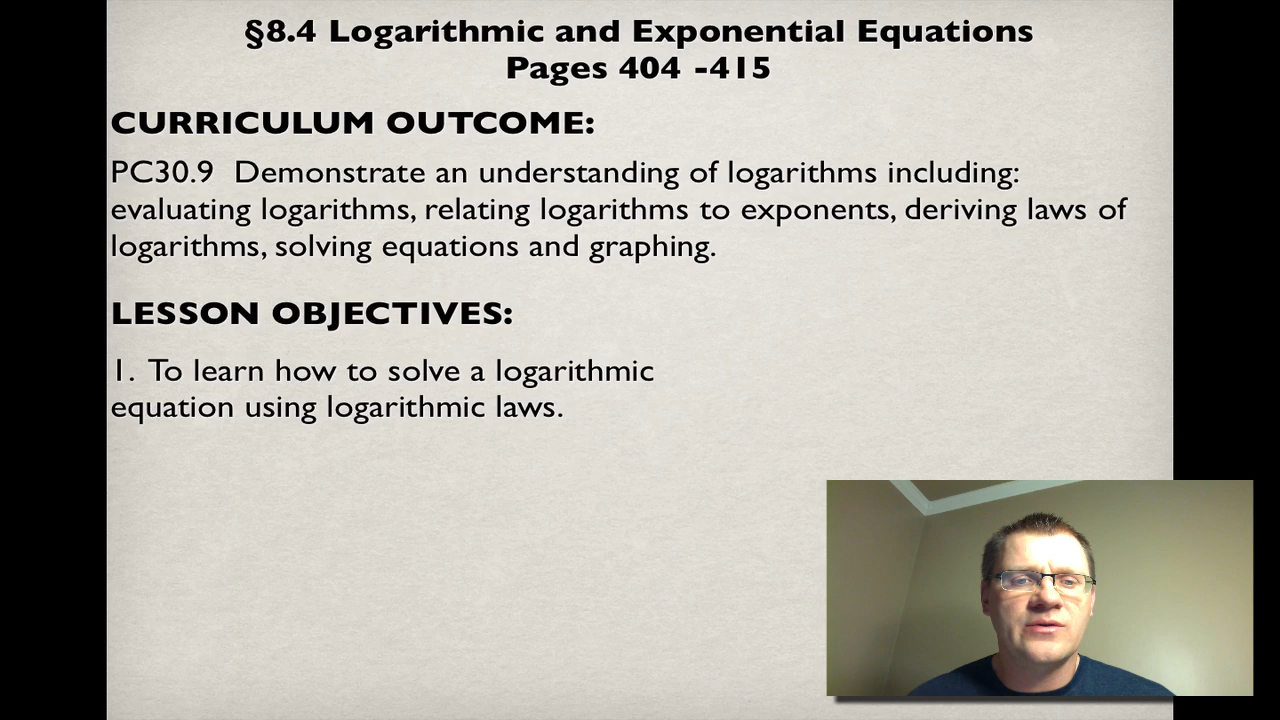 §8.4 Logarithmic and Exponential Equations
Pages 404 -415
CURRICULUM OUTCOME:
PC30.9 Demonstrate an understanding of logarithms including:
evaluating logarithms, relating logarithms to exponents, deriving laws of
logarithms, solving equations and graphing.
LESSON OBJECTIVES:
1. To learn how to solve a logarithmic
equation using logarithmic laws.